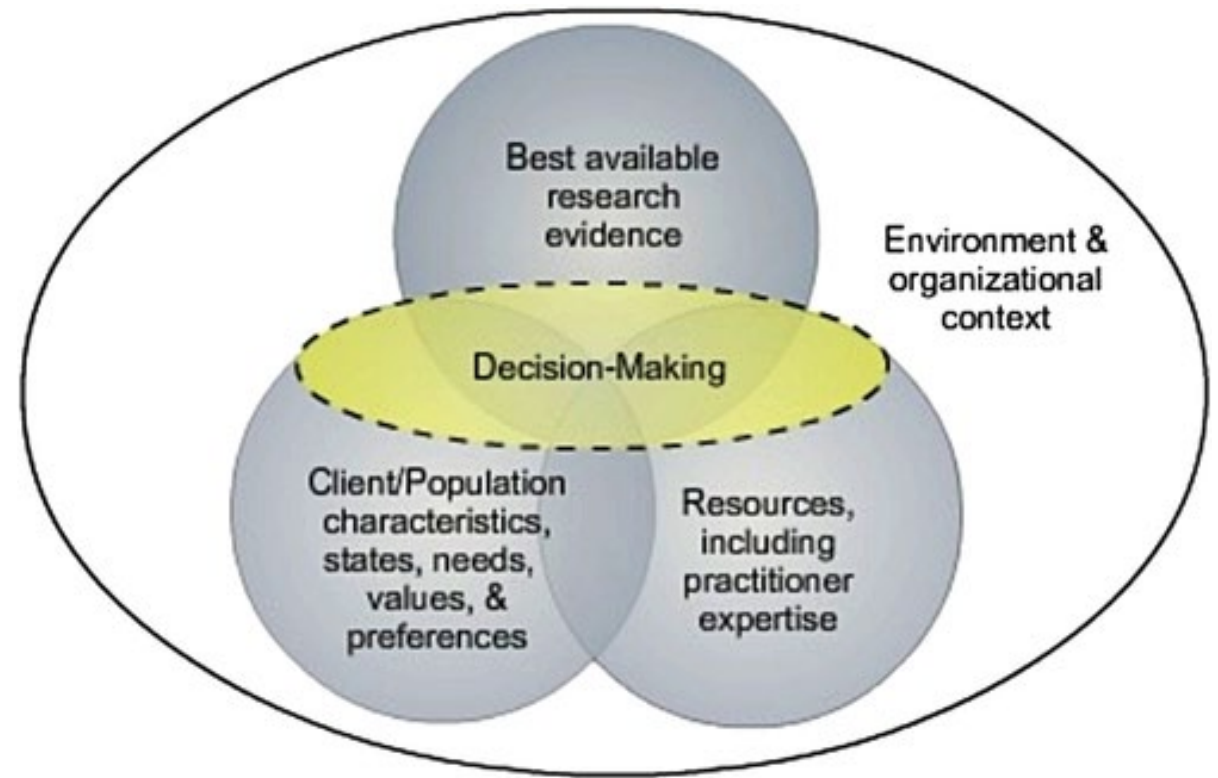 Best available
research
evidence
Environment &
organizational
context
Decision-Making
Client/Population
characteristics,
states, needs,
values, &
preferences
Resources,
including
practitioner
expertise